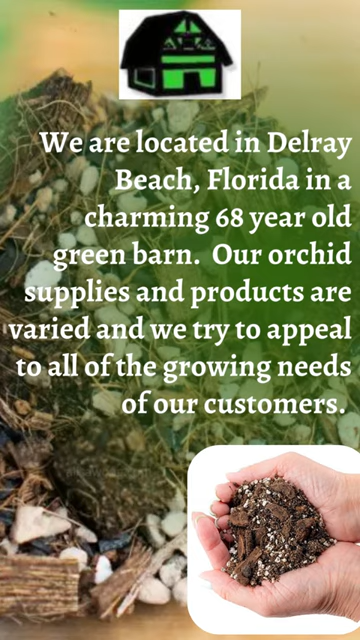 We are located in Delray
Beach, Florida in a
charming 68 year old
green barn. Our orchid
supplies and products are
varied and we try to appeal
to all of the growing needs
of our customers.